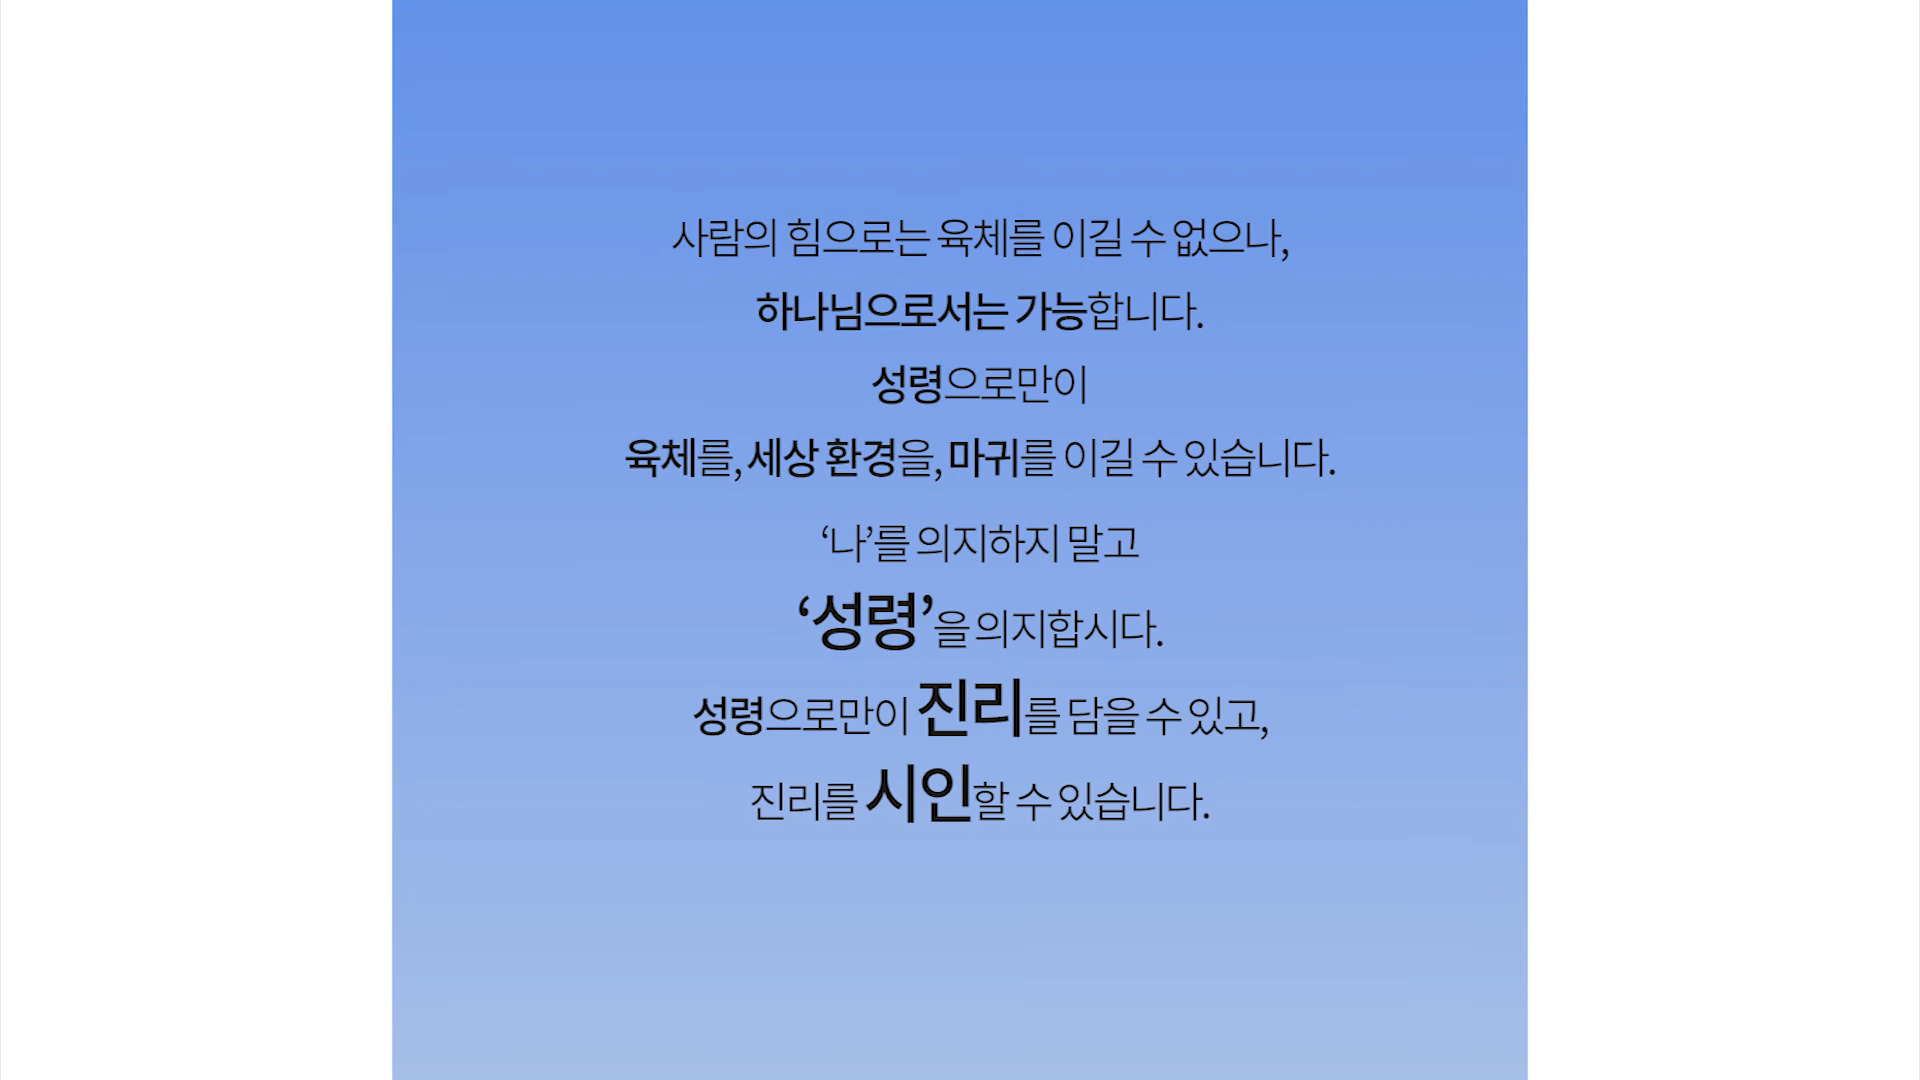 사람의 힘으로는 육체를 이길 수 없으나,
하나님으로서는 가능합니다.
성령으로만이
육체를, 세상 환경을, 마귀를 이길 수 있습니다.
‘나’를 의지하지 말고
‘성령’을 의지합시다.
성령으로만이 진리를 담을 수 있고,
진리를 시인할 수 있습니다.